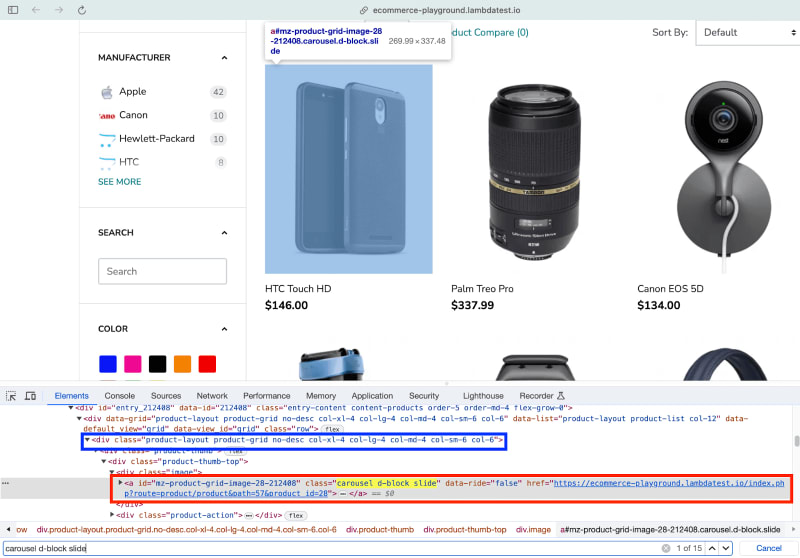 ecommerce-playground.lambdatest.io
a#mz-product-grid-image-28
-212408.carousel.d-block.sli
de
269.99 × 337.48
oduct Compare (0)
Sort By:
Default
MANUFACTURER
Apple
42
Canon
10
Hewlett-Packard
10
HTC
8
SEE MORE
SEARCH
Search
COLOR
nest
TAMRON
HTC Touch HD
$146.00
Palm Treo Pro
$337.99
Canon EOS 5D
$134.00
Elements
Console
Sources
Network
Performance
Memory
Application
Security
Lighthouse
Recorder
<div id="entry_212408" data-id="212408" class="entry-content content-products order-5 order-md-4 flex-grow-0">
<div data-grid="product-layout product-grid no-desc col-xl-4 col-lg-4 col-md-4 col-sm-6 col-6" data-list="product-layout product-list col-12" data-
default_view="grid" data-view_id="grid" class="row"> flex
<div class="product-layout product-grid no-desc col-xl-4 col-lg-4 col-md-4 col-sm-6 col-6">
<div class="product-thumb">
<div class="product-thumb-top">
<div class="image">
<a id="mz-product-grid-image-28-212408" class="carousel d-block slide" data-ride="false" href="https://ecommerce-playground.lambdatest.io/index.ph
p?route=product/product&path=57&product_id=28"> … </a> == $0
</div>
<div class="product-action"> … </div> flex
ow
div.product-layout.product-grid.no-desc.col-xl-4.col-lg-4.col-md-4.col-sm-6.col-6
div.product-thumb
div.product-thumb-top
div.image
a#mz-product-grid-image-28-212408.carousel.d-block.slide
carousel d-block slide
1 of 15
Cancel